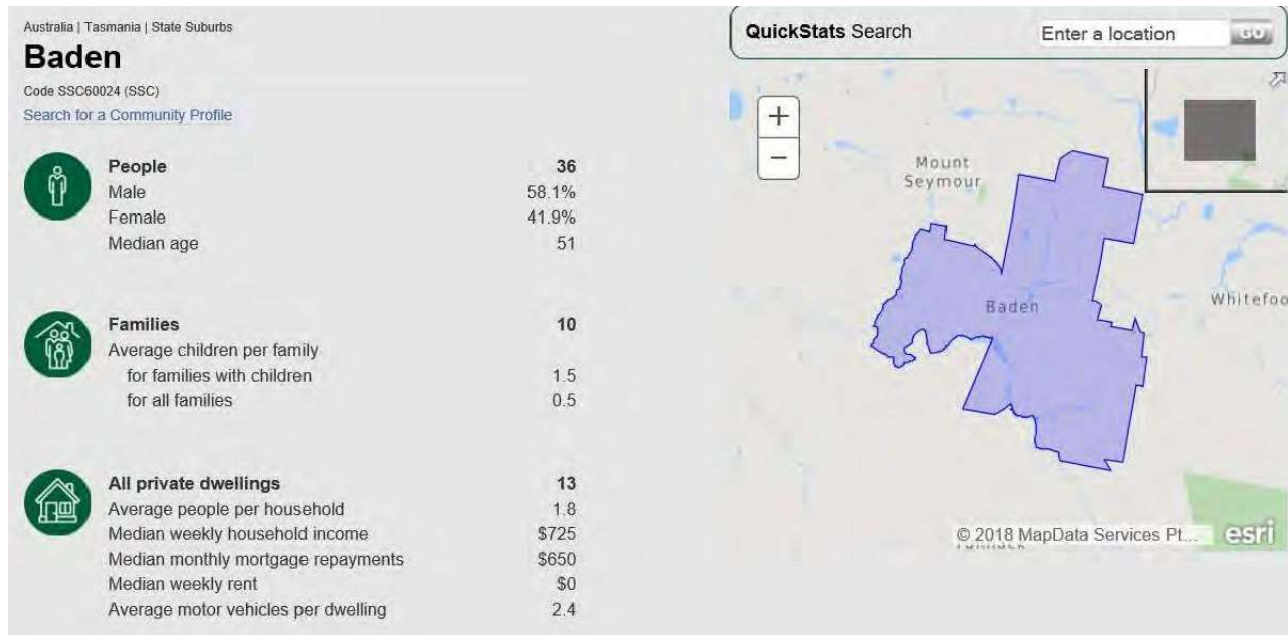 Australia | Tasmania | State Suburbs
Baden
Code SSC60024 (SSC)
Search for a Community Profile
People 36
Male 58.1%
Female 41.9%
Median age 51
Families 10
Average children per family
for families with children 1.5
for all families 0.5
All private dwellings 13
Average people per household 1.8
Median weekly household income $725
Median monthly mortgage repayments $650
Median weekly rent $0
Average motor vehicles per dwelling 2.4
QuickStats Search Enter a location GO
+
−
Mount
Seymour
Baden
Whitefoo
© 2018 MapData Services Pt... esri